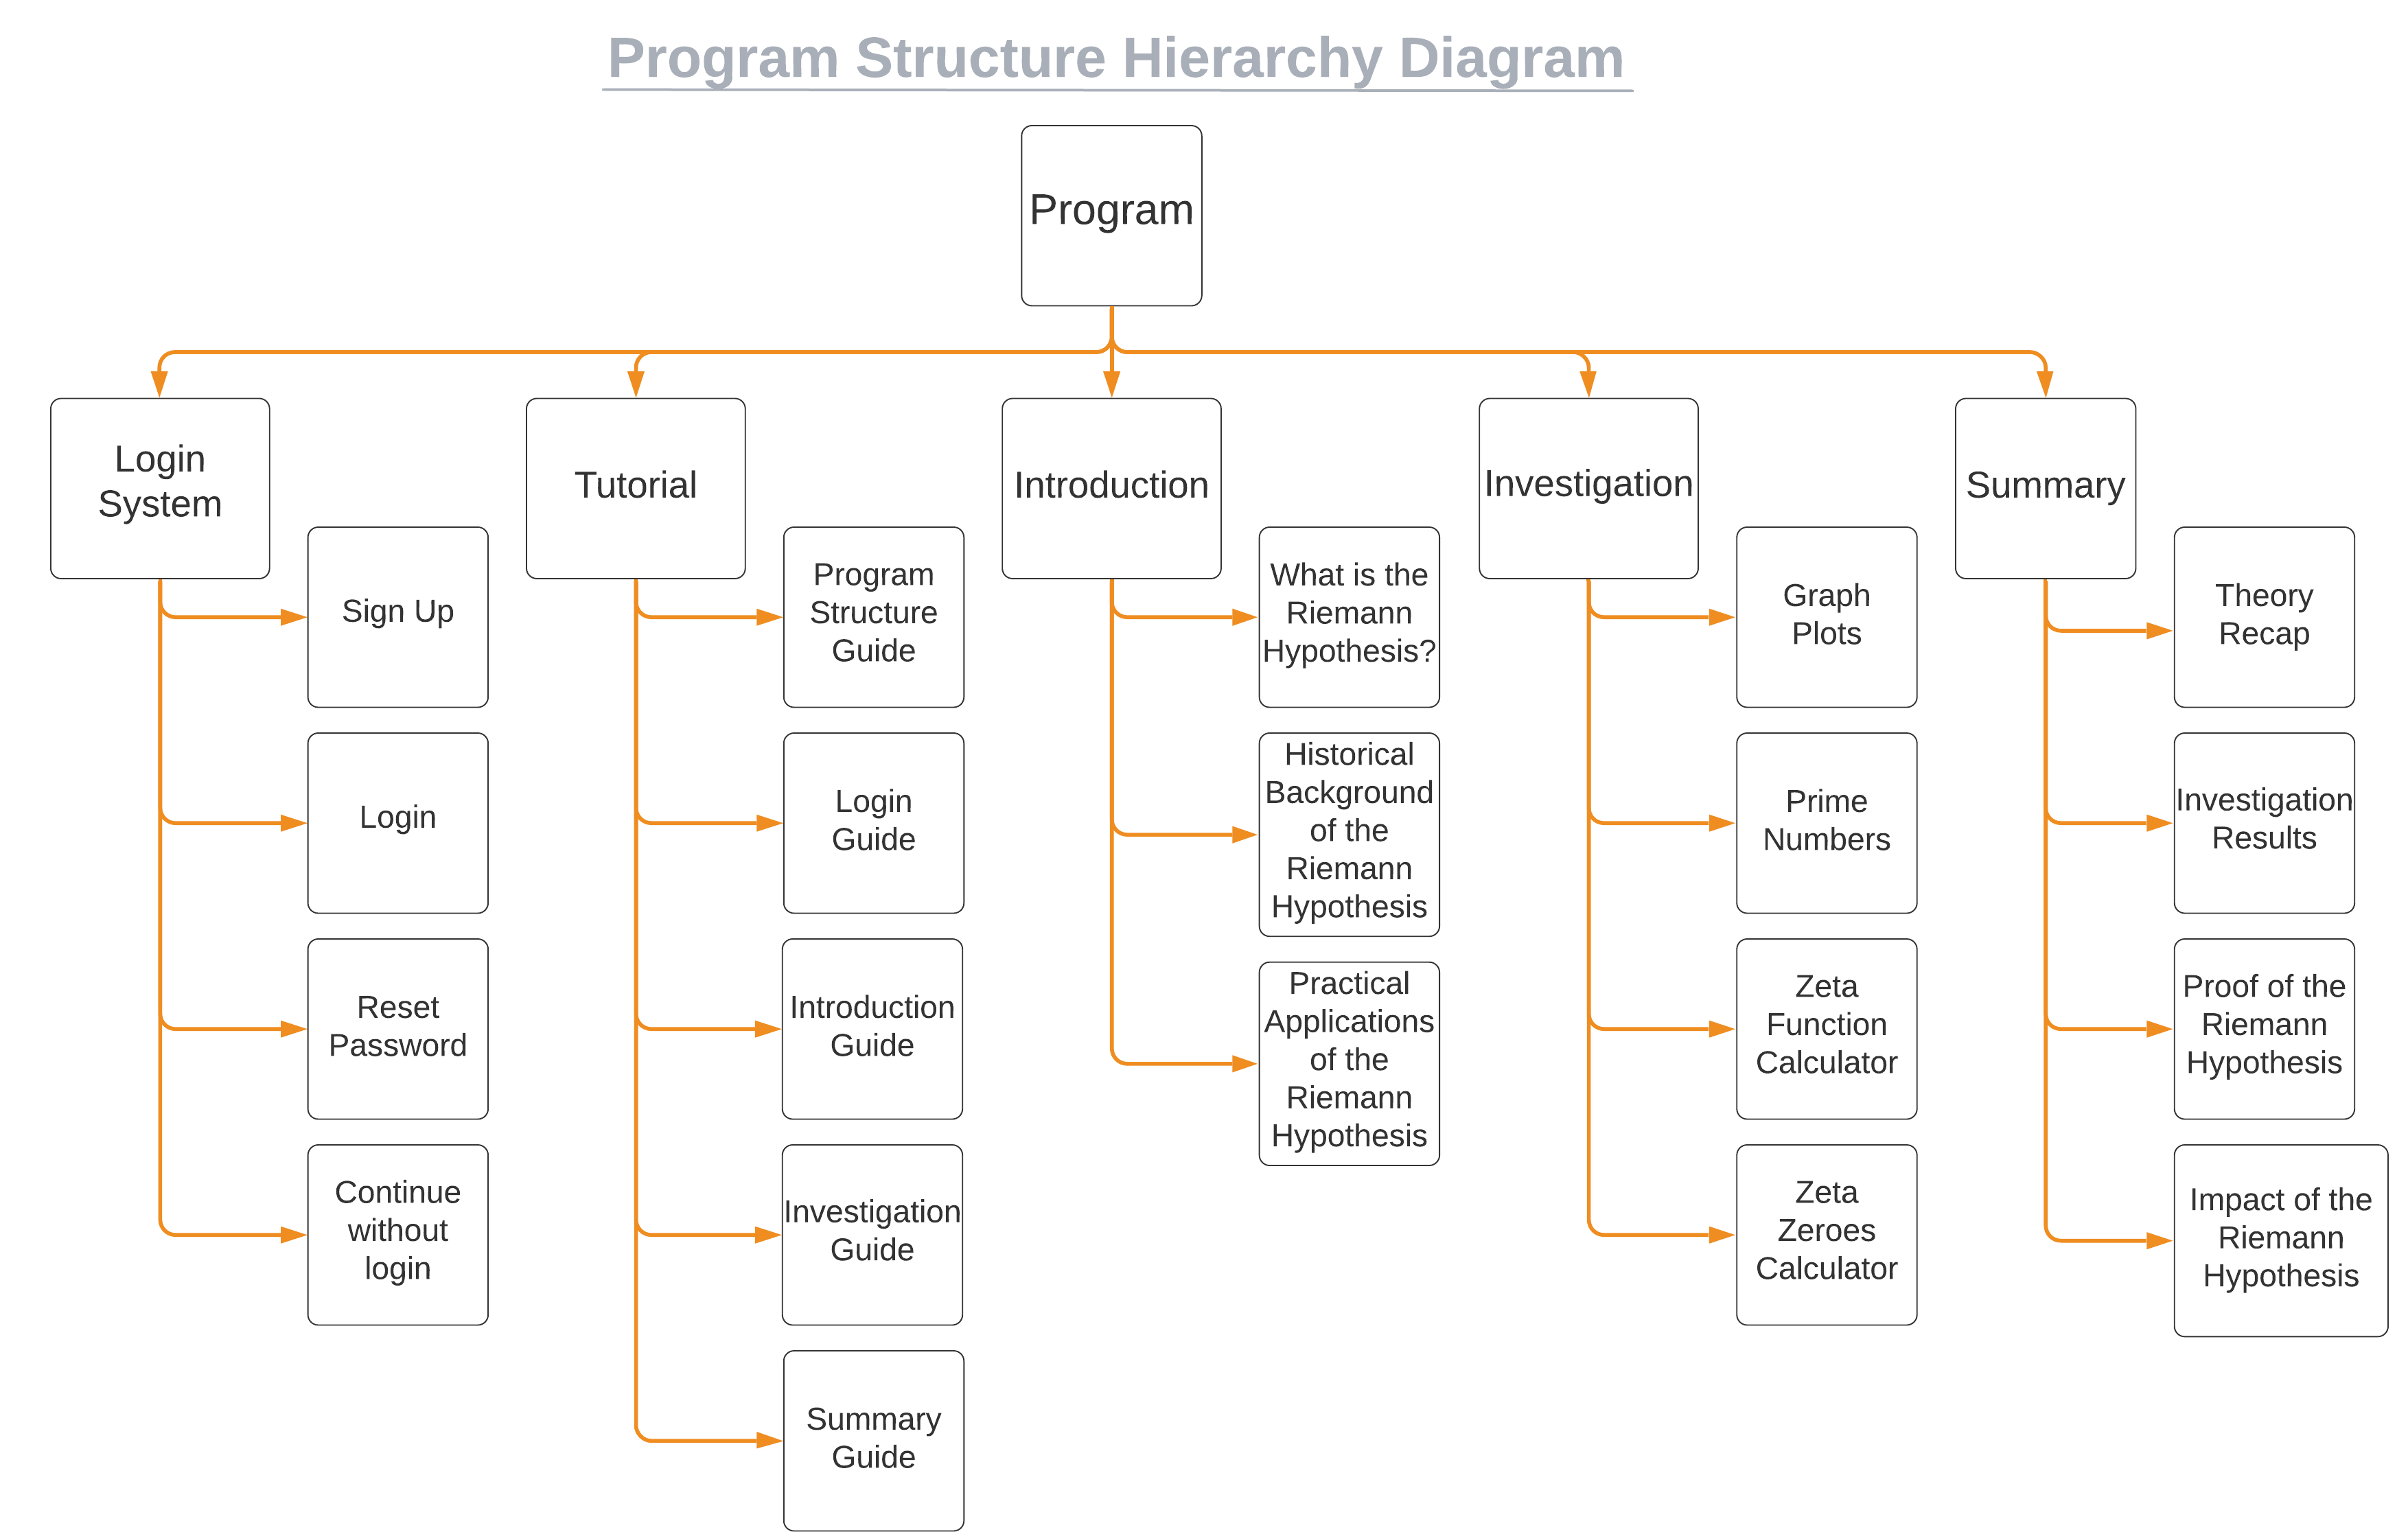 Program Structure Hierarchy Diagram
Program
Login
System
Tutorial
Introduction
Investigation
Summary
Sign Up
Login
Reset
Password
Continue
without
login
Program
Structure
Guide
Login
Guide
Introduction
Guide
Investigation
Guide
Summary
Guide
What is the
Riemann
Hypothesis?
Historical
Background
of the
Riemann
Hypothesis
Practical
Applications
of the
Riemann
Hypothesis
Graph
Plots
Prime
Numbers
Zeta
Function
Calculator
Zeta
Zeroes
Calculator
Theory
Recap
Investigation
Results
Proof of the
Riemann
Hypothesis
Impact of the
Riemann
Hypothesis